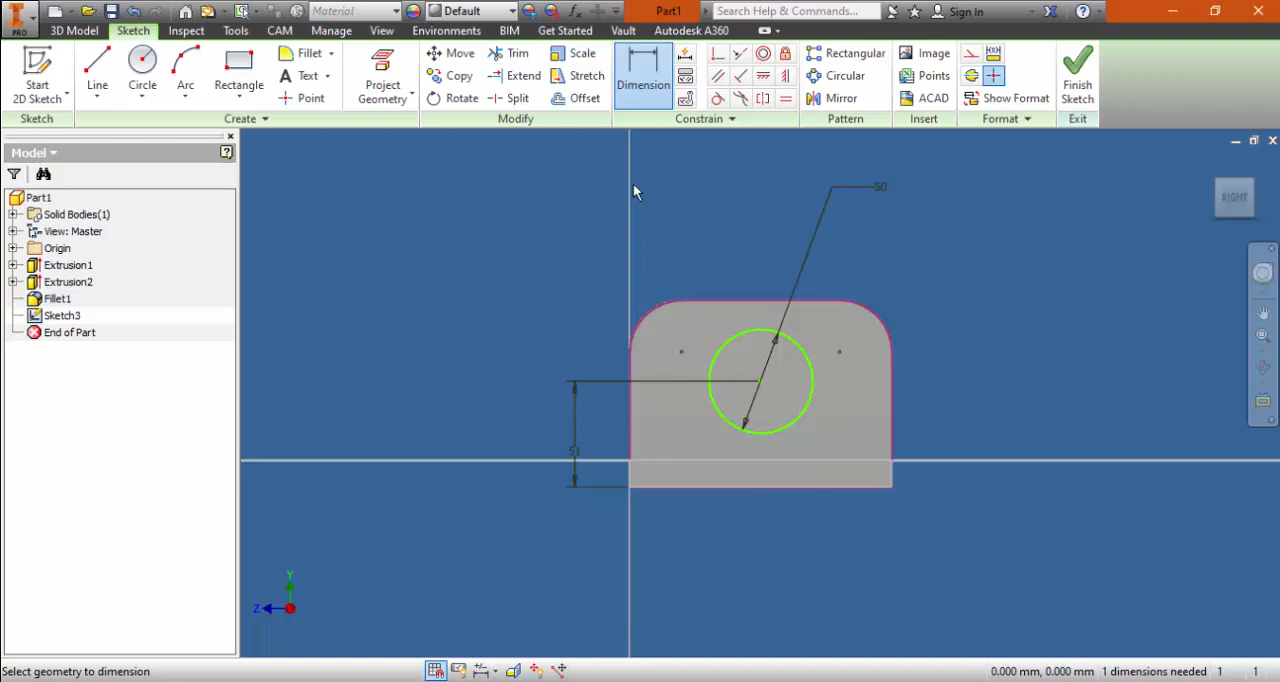 PRO
Material
Default
Part1
Search Help & Commands...
Sign In
3D Model
Sketch
Inspect
Tools
CAM
Manage
View
Environments
BIM
Get Started
Vault
Autodesk A360
Start
2D Sketch
Line
Circle
Arc
Rectangle
Fillet
Text
Point
Project
Geometry
Move
Copy
Rotate
Trim
Extend
Split
Scale
Stretch
Offset
Dimension
Rectangular
Circular
Mirror
Image
Points
ACAD
Show Format
Finish
Sketch
Sketch
Create
Modify
Constrain
Pattern
Insert
Format
Exit
Model
Part1
Solid Bodies(1)
View: Master
Origin
Extrusion1
Extrusion2
Fillet1
Sketch3
End of Part
50
51
RIGHT
Y
Z
Select geometry to dimension
0.000 mm, 0.000 mm
1 dimensions needed
1
1